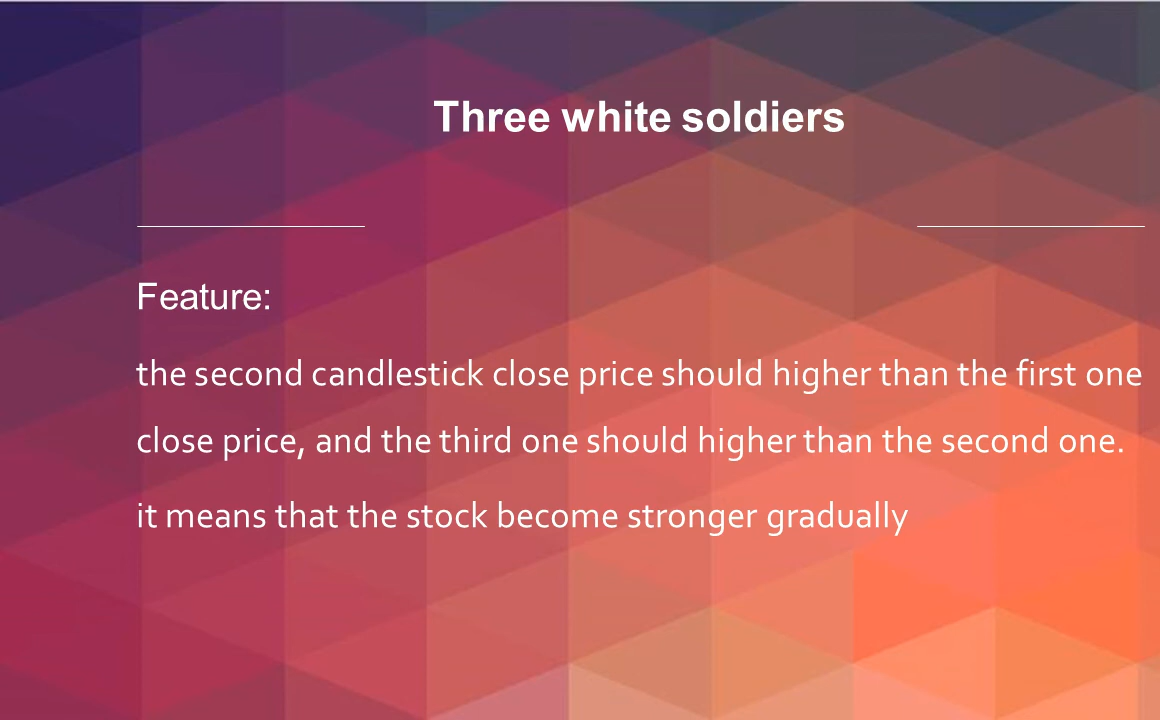 Three white soldiers
Feature:
the second candlestick close price should higher than the first one
close price, and the third one should higher than the second one.
it means that the stock become stronger gradually